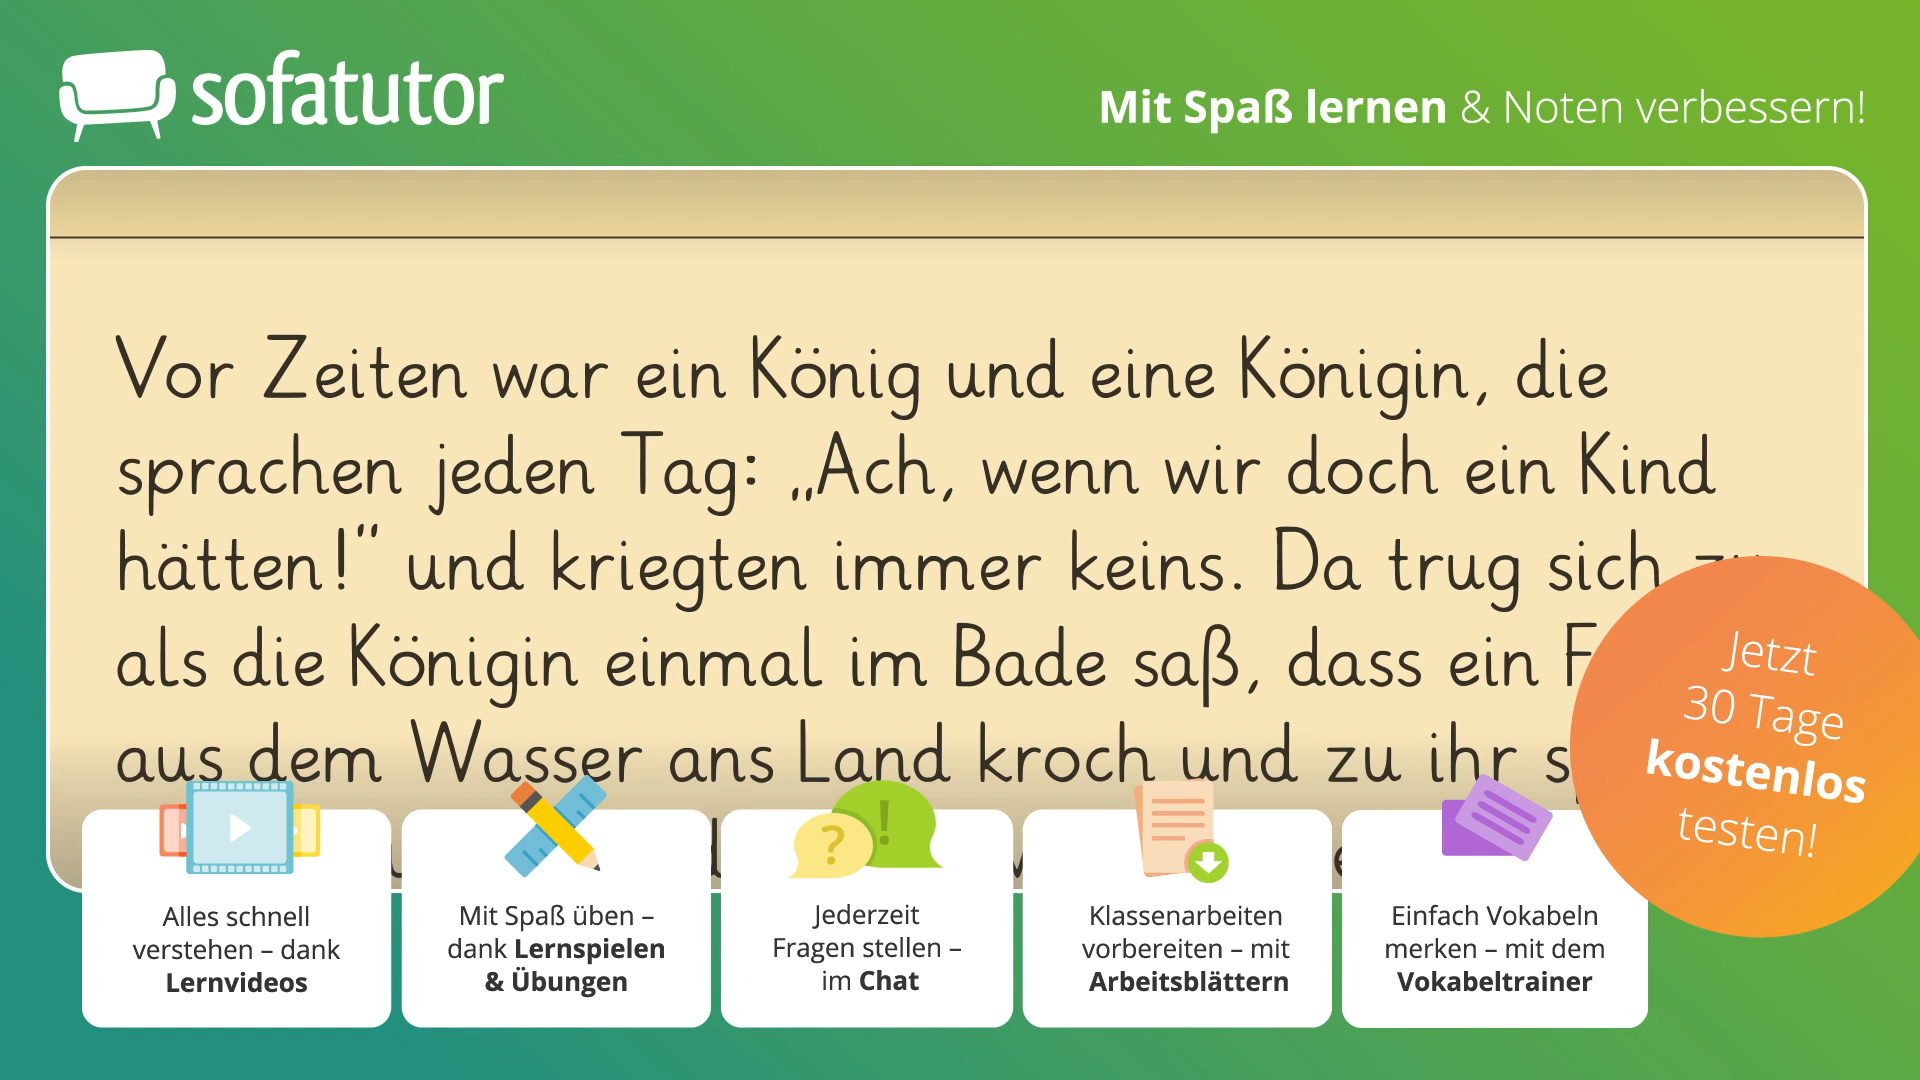 sofatutor
Mit Spaß lernen & Noten verbessern!
Vor Zeiten war ein König und eine Königin, die
sprachen jeden Tag: „Ach, wenn wir doch ein Kind
hätten!“ und kriegten immer keins. Da trug sich
als die Königin einmal im Bade saß, dass ein
aus dem Wasser ans Land kroch und zu ihr
Jetzt
30 Tage
kostenlos
testen!
Alles schnell
verstehen – dank
Lernvideos
Mit Spaß üben –
dank Lernspielen
& Übungen
Jederzeit
Fragen stellen –
im Chat
Klassenarbeiten
vorbereiten – mit
Arbeitsblättern
Einfach Vokabeln
merken – mit dem
Vokabeltrainer